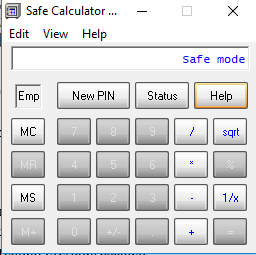 Safe Calculator ...
Edit View Help
Safe mode
Emp New PIN Status Help
MC 7 8 9 / sqrt
MR 4 5 6 * %
MS 1 2 3 - 1/x
M+ 0 +/- . + =